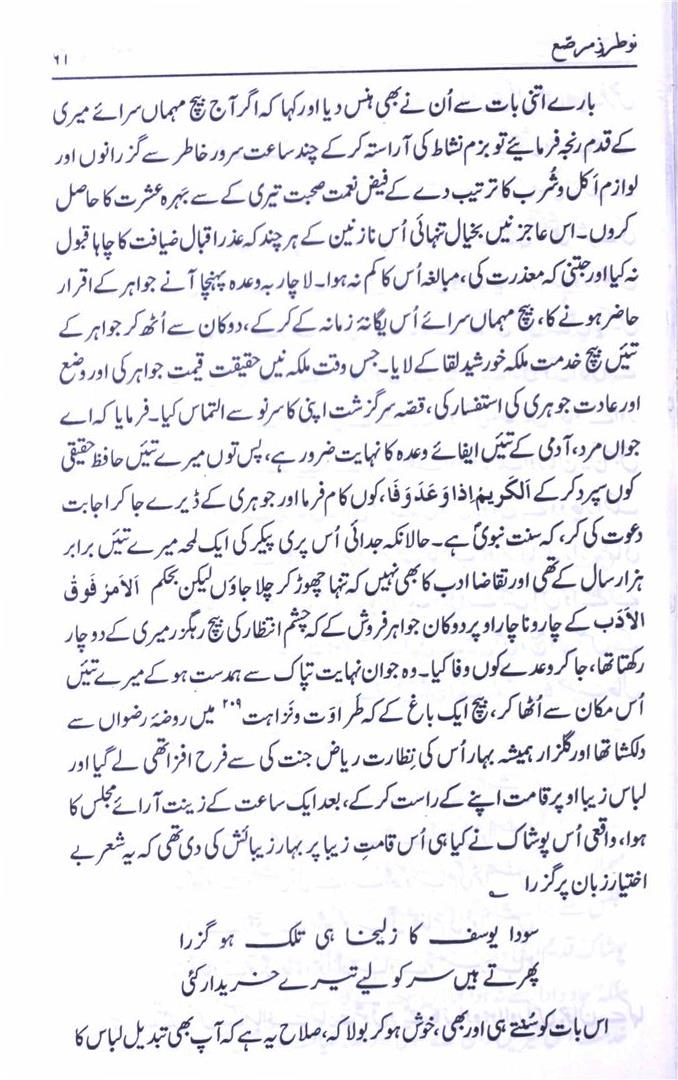 نو طرزِ مرصّع
۶۱
بارے اتنی بات سے اُن نے بھی ہنس دیا اور کہا کہ اگر آج بیچ مہماں سرائے میری
کے قدم رنجہ فرمائیے تو بزم نشاط کی آراستہ کر کے چند ساعت سرور خاطر سے گزرانوں اور
لوازم اَکل و شُرب کا ترتیب دے کے فیض نعمت صحبت تیری کے سے بہرہ عشرت کا حاصل
کروں۔ اس عاجز نیں بخیال تنہائی اُس نازنین کے ہر چند کہ عذر اقبال ضیافت کا چاہا قبول
نہ کیا اور جتنی کہ معذرت کی، مبالغہ اُس کا کم نہ ہوا۔ لاچار بہ وعدہ پہنچا آنے جواہر کے اقرار
حاضر ہونے کا، بیچ مہماں سرائے اُس یگانۂ زمانہ کے کر کے، دوکان سے اُٹھ کر جواہر کے
تئیں بیچ خدمت ملکہ خورشید لقا کے لایا۔ جس وقت ملکہ نیں حقیقت قیمت جواہر کی اور وضع
اور عادت جوہری کی استفسار کی، قصّہ سرگزشت اپنی کا سرِنو سے التماس کیا۔ فرمایا کہ اے
جواں مرد، آدمی کے تئیں ایفائے وعدہ کا نہایت ضرور ہے، پس توں میرے تئیں حافظ حقیقی
کوں سپرد کر کے اَلکَرِیمُ اِذَا وَعَدَ وَفَا، کوں کام فرما اور جوہری کے ڈیرے جا کر اجابت
دعوت کی کر، کہ سنت نبویؐ ہے۔ حالانکہ جدائی اُس پری پیکر کی ایک لمحہ میرے تئیں برابر
ہزار سال کے تھی اور تقاضا ادب کا بھی نہیں کہ تنہا چھوڑ کر چلا جاؤں لیکن بحکم اَلاَمرُ فَوقُ
الاَدَب کے چار و ناچار اوپر دوکان جواہر فروش کے کہ چشم انتظار کی بیچ رہگزر میری کے دو چار
رکھتا تھا، جا کر وعدے کوں وفا کیا۔ وہ جوان نہایت تپاک سے ہمدست ہو کے میرے تئیں
اُس مکان سے اُٹھا کر، بیچ ایک باغ کے کہ طراوت و نزاہت ۲۰۹ میں روضۂ رضواں سے
دلکشا تھا اور گلزار ہمیشہ بہار اُس کی نظارت ریاض جنت کی سے فرح افزا تھی لے گیا اور
لباس زیبا اوپر قامت اپنے کے راست کر کے، بعد ایک ساعت کے زینت آرائے مجلس کا
ہوا، واقعی اُس پوشاک نے کیا ہی اُس قامتِ زیبا پر بہار زیبائش کی دی تھی کہ یہ شعر بے
اختیار زبان پر گزرا ؎
سودا یوسف کا زلیخا ہی تلک ہو گزرا
پھرتے ہیں سر کو لیے تیرے خریدار کئی
اس بات کو سنتے ہی اور بھی، خوش ہو کر بولا کہ، صلاح یہ ہے کہ آپ بھی تبدیل لباس کا